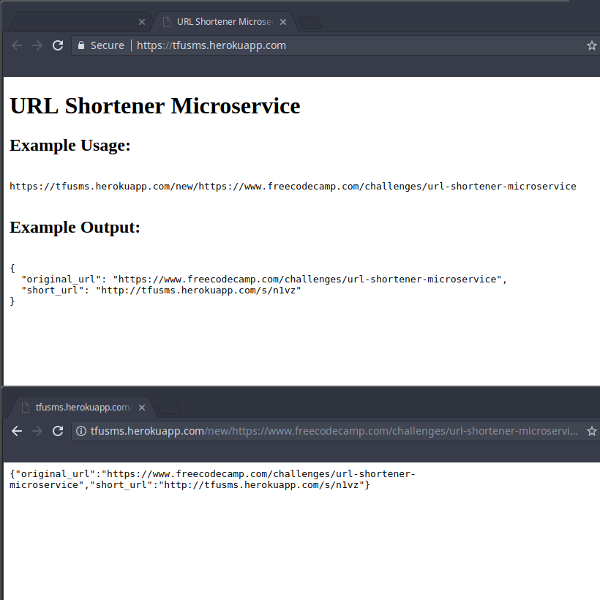 URL Shortener Microser
Secure | https://tfusms.herokuapp.com
URL Shortener Microservice
Example Usage:
https://tfusms.herokuapp.com/new/https://www.freecodecamp.com/challenges/url-shortener-microservice
Example Output:
{
"original_url": "https://www.freecodecamp.com/challenges/url-shortener-microservice",
"short_url": "http://tfusms.herokuapp.com/s/n1vz"
}
tfusms.herokuapp.com/
tfusms.herokuapp.com/new/https://www.freecodecamp.com/challenges/url-shortener-microservi...
{"original_url":"https://www.freecodecamp.com/challenges/url-shortener-
microservice","short_url":"http://tfusms.herokuapp.com/s/n1vz"}